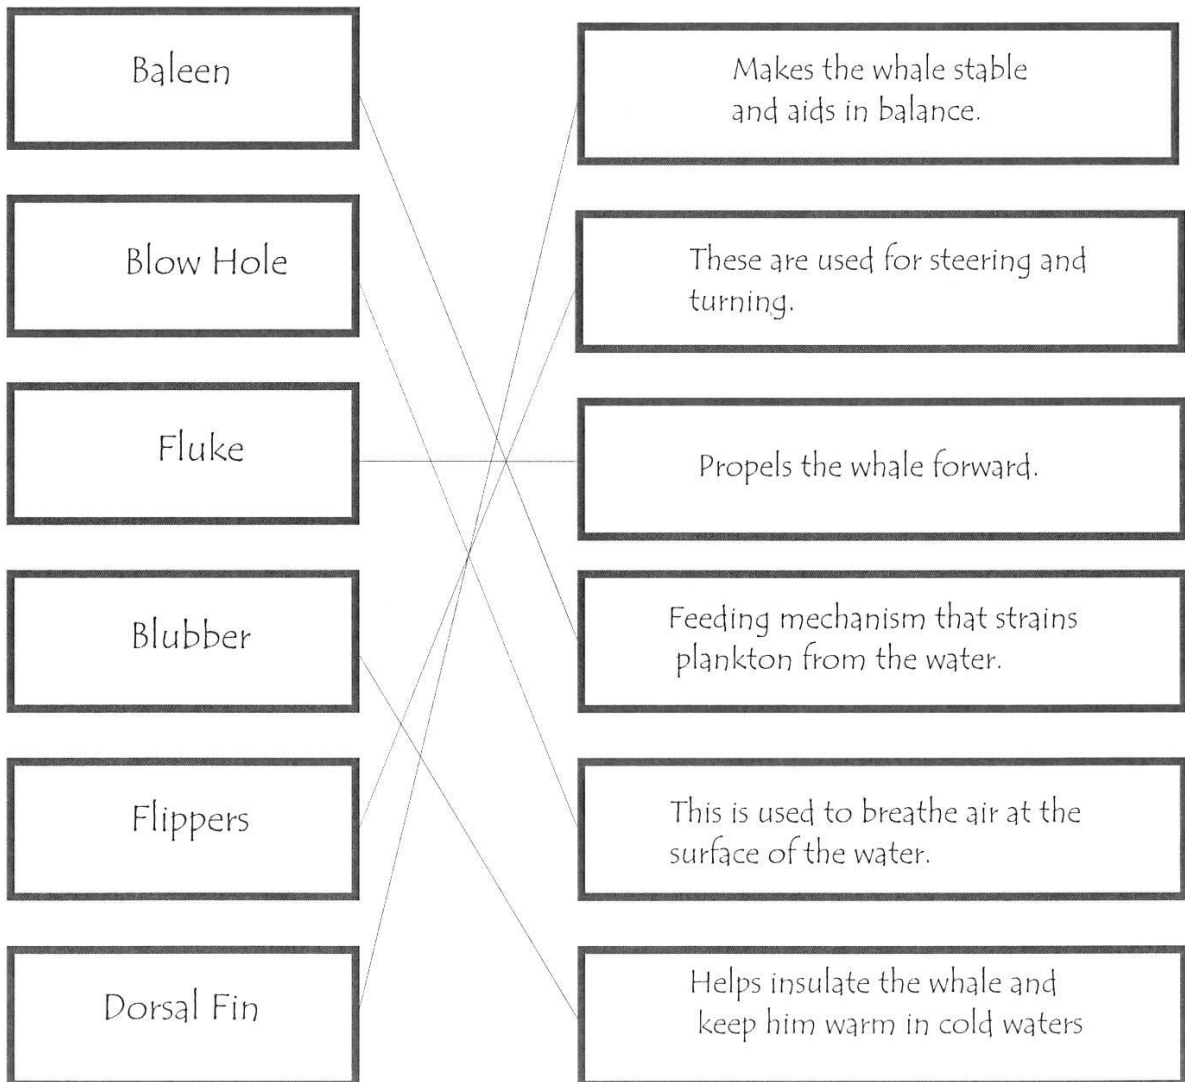 Baleen
Makes the whale stable
and aids in balance.
Blow Hole
These are used for steering and
turning.
Fluke
Propels the whale forward.
Blubber
Feeding mechanism that strains
plankton from the water.
Flippers
This is used to breathe air at the
surface of the water.
Dorsal Fin
Helps insulate the whale and
keep him warm in cold waters